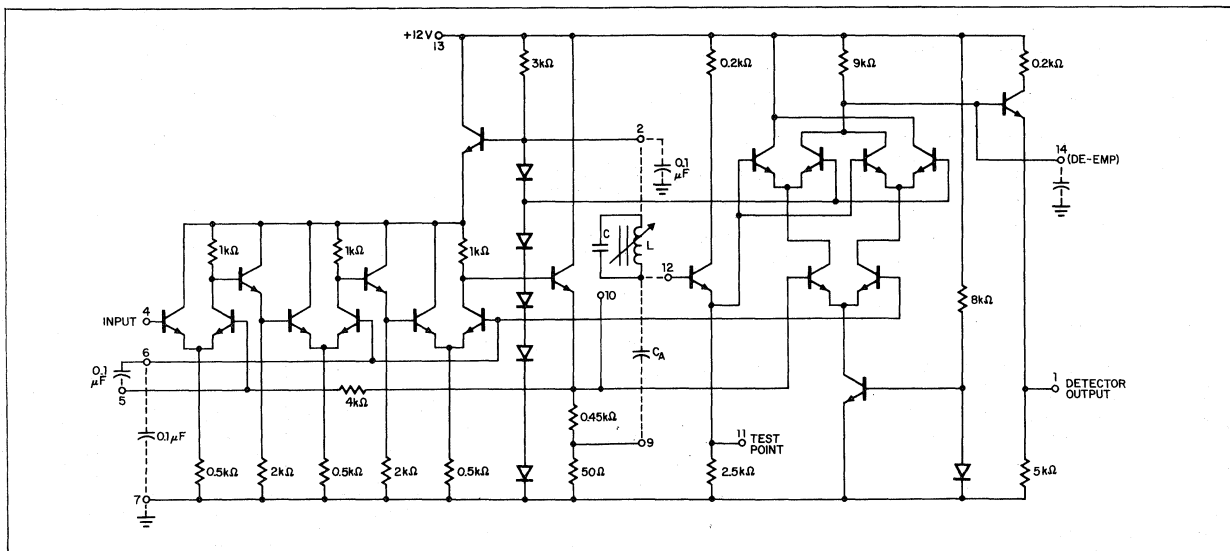 +12V
13
3kΩ
0.2kΩ
9kΩ
0.2kΩ
2
0.1
μF
14
(DE-EMP)
1kΩ
1kΩ
1kΩ
C
L
12
10
8kΩ
4
INPUT
6
0.1
μF
5
4kΩ
C_A
1
DETECTOR
OUTPUT
0.1μF
0.45kΩ
9
11
TEST
POINT
0.5kΩ
2kΩ
0.5kΩ
2kΩ
0.5kΩ
50Ω
2.5kΩ
5kΩ
7